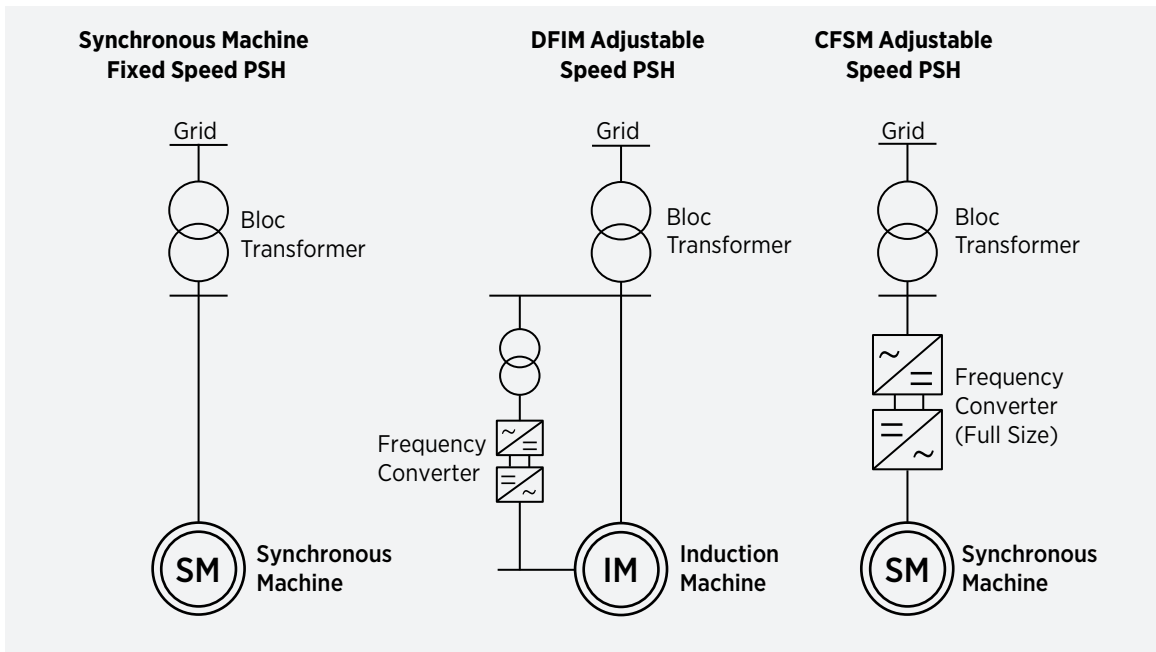 Synchronous Machine
Fixed Speed PSH
Grid
Bloc
Transformer
SM
Synchronous
Machine
DFIM Adjustable
Speed PSH
Grid
Bloc
Transformer
Frequency
Converter
IM
Induction
Machine
CFSM Adjustable
Speed PSH
Grid
Bloc
Transformer
Frequency
Converter
(Full Size)
SM
Synchronous
Machine